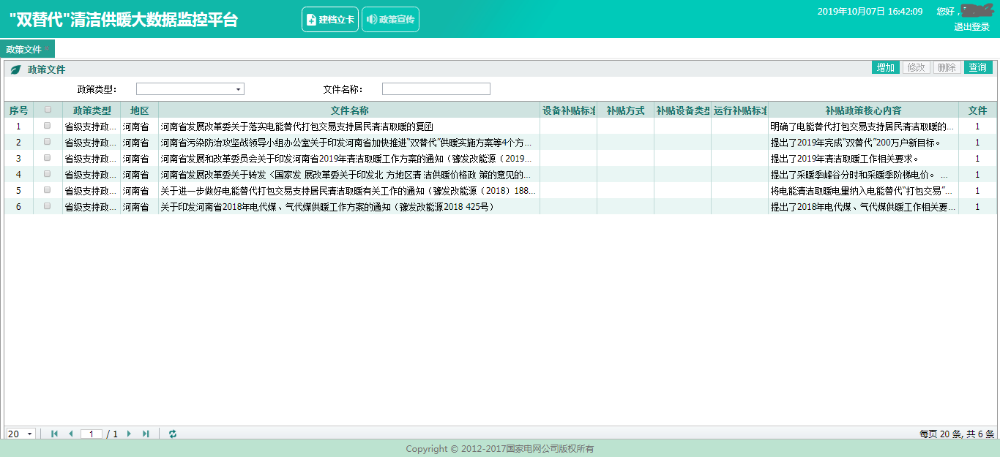 "双替代"清洁供暖大数据监控平台
建档立卡
政策宣传
2019年10月07日 16:42:09
您好，
退出登录
政策文件 ×
政策文件
增加 修改 删除 查询
政策类型：
文件名称：
序号 政策类型 地区 文件名称 设备补贴标准 补贴方式 补贴设备类型 运行补贴标准 补贴政策核心内容 文件
1 省级支持政... 河南省 河南省发展改革委关于落实电能替代打包交易支持居民清洁取暖的复函 明确了电能替代打包交易支持居民清洁取暖的... 1
2 省级支持政... 河南省 河南省污染防治攻坚战领导小组办公室关于印发河南省加快推进“双替代”供暖实施方案等4个方... 提出了2019年完成“双替代”200万户新目标。 1
3 省级支持政... 河南省 河南省发展和改革委员会关于印发河南省2019年清洁取暖工作方案的通知（豫发改能源（2019... 提出了2019年清洁取暖工作相关要求。 1
4 省级支持政... 河南省 河南省发展改革委关于转发〈国家发 展改革委关于印发北 方地区清 洁供暖价格政 策的意见的... 提出了采暖季峰谷分时和采暖季阶梯电价。 ... 1
5 省级支持政... 河南省 关于进一步做好电能替代打包交易支持居民清洁取暖有关工作的通知（豫发改能源（2018）188... 将电能清洁取暖电量纳入电能替代“打包交易”... 1
6 省级支持政... 河南省 关于印发河南省2018年电代煤、气代煤供暖工作方案的通知（豫发改能源2018 425号） 提出了2018年电代煤、气代煤供暖工作相关要... 1
20 1 / 1 每页 20 条, 共 6 条
Copyright © 2012-2017国家电网公司版权所有